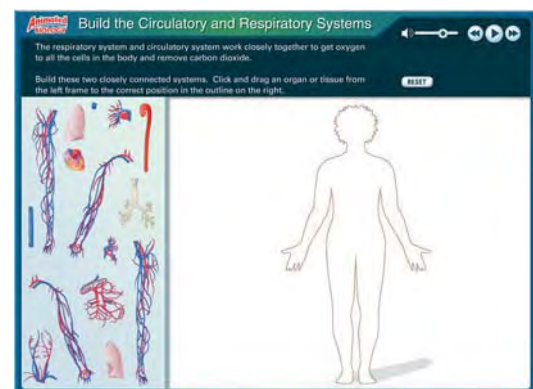 Animated
BIOLOGY
Build the Circulatory and Respiratory Systems
The respiratory system and circulatory system work closely together to get oxygen
to all the cells in the body and remove carbon dioxide.
Build these two closely connected systems. Click and drag an organ or tissue from
the left frame to the correct position in the outline on the right.
RESET